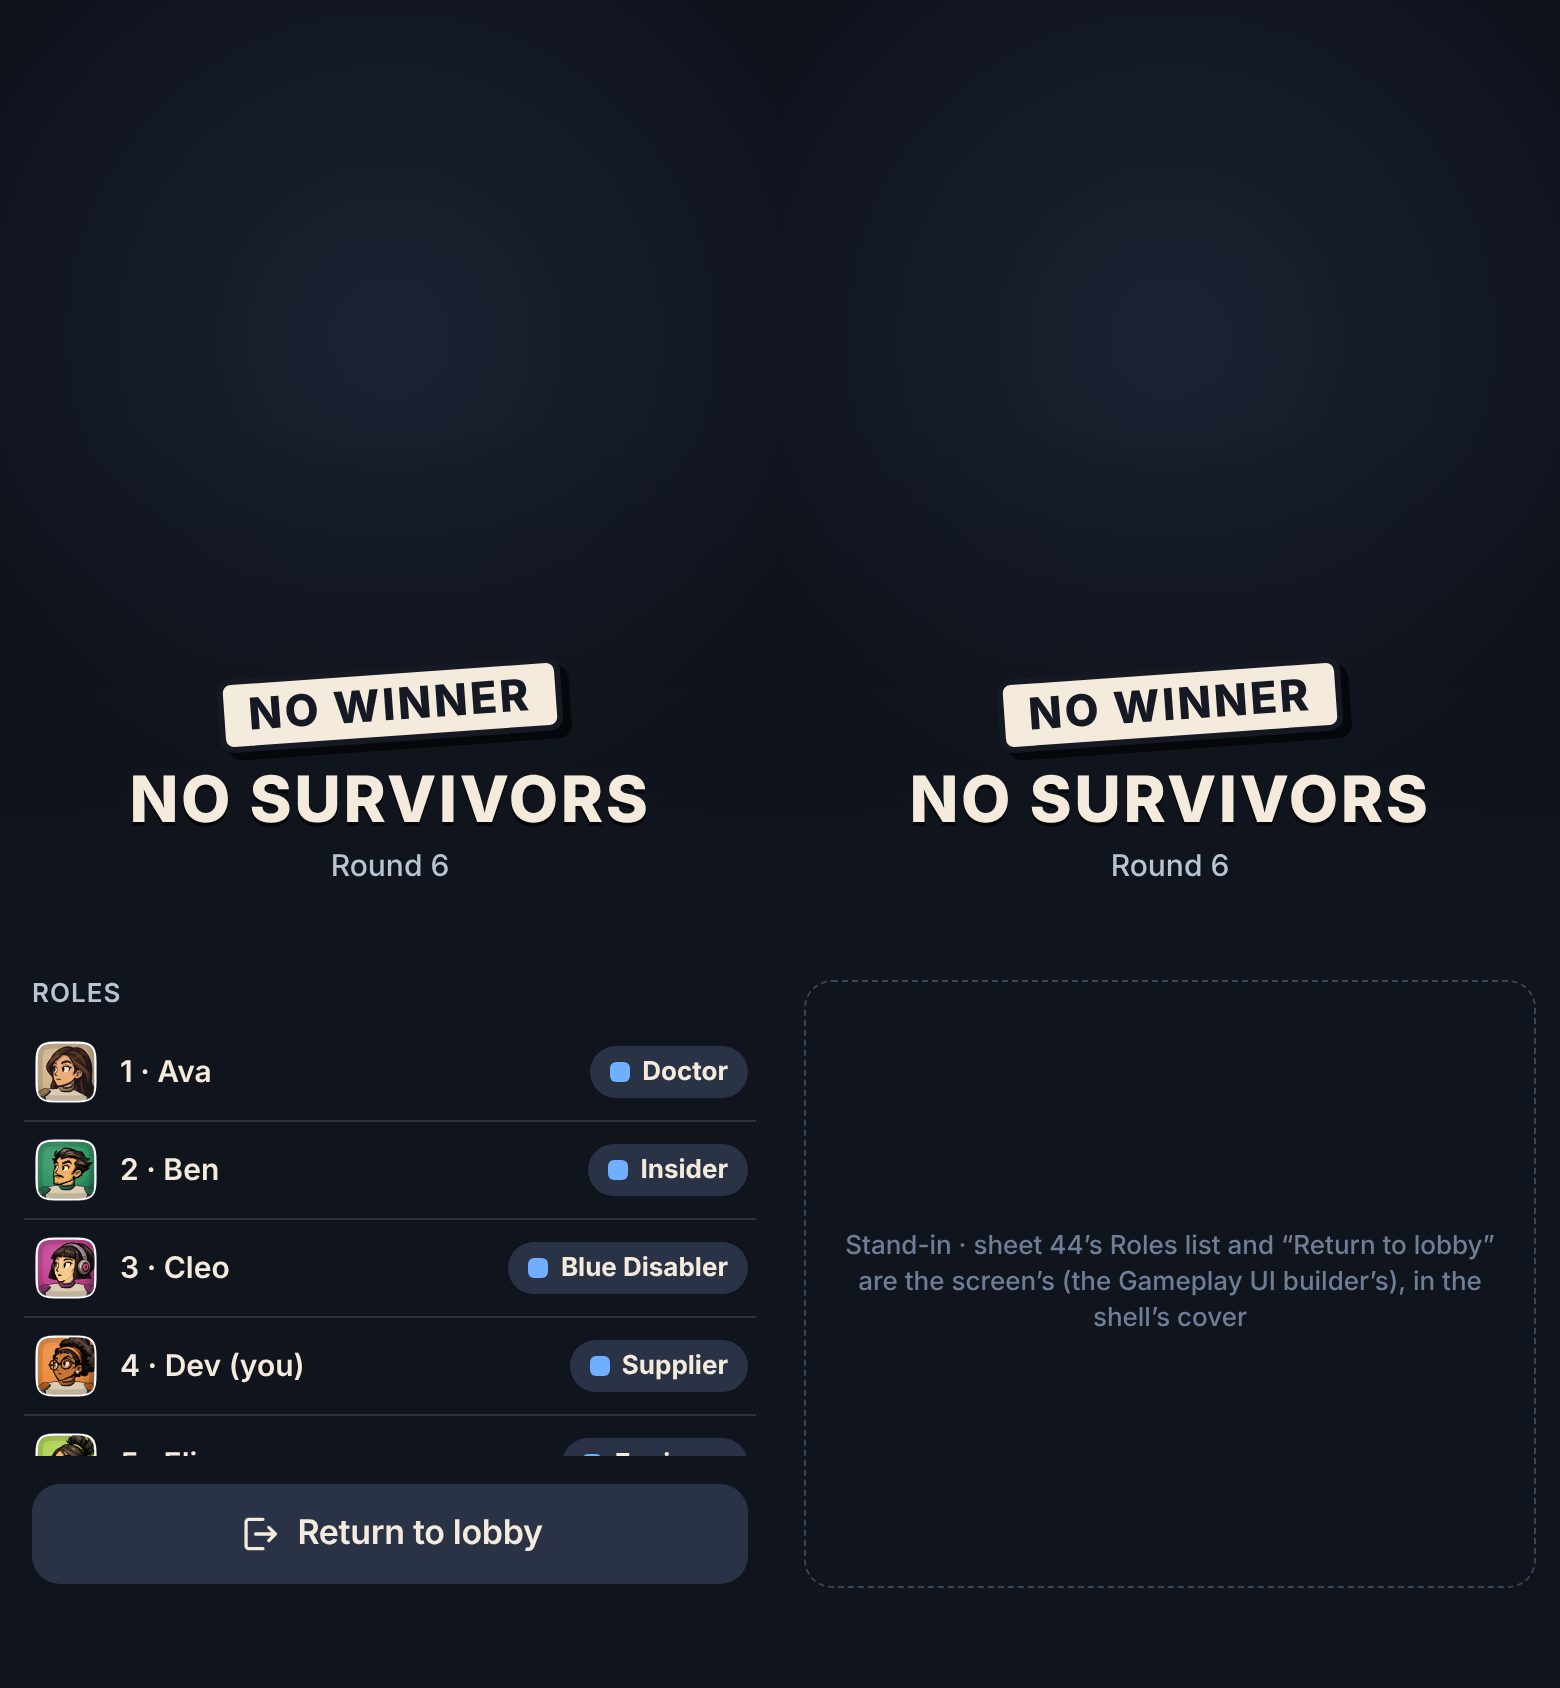 NO WINNER
NO SURVIVORS
Round 6
ROLES
1 · Ava
Doctor
2 · Ben
Insider
3 · Cleo
Blue Disabler
4 · Dev (you)
Supplier
Return to lobby
NO WINNER
NO SURVIVORS
Round 6
Stand-in · sheet 44’s Roles list and “Return to lobby”
are the screen’s (the Gameplay UI builder’s), in the
shell’s cover